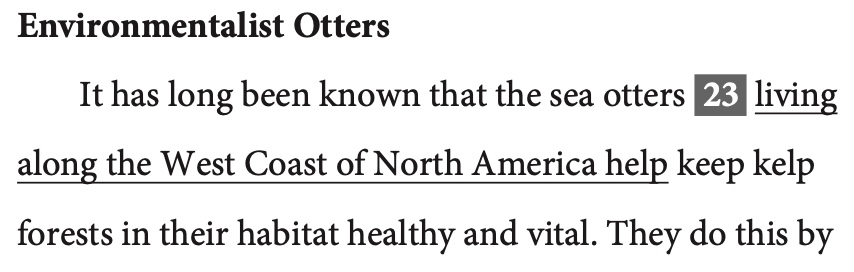 Environmentalist Otters
It has long been known that the sea otters 23 living
along the West Coast of North America help keep kelp
forests in their habitat healthy and vital. They do this by